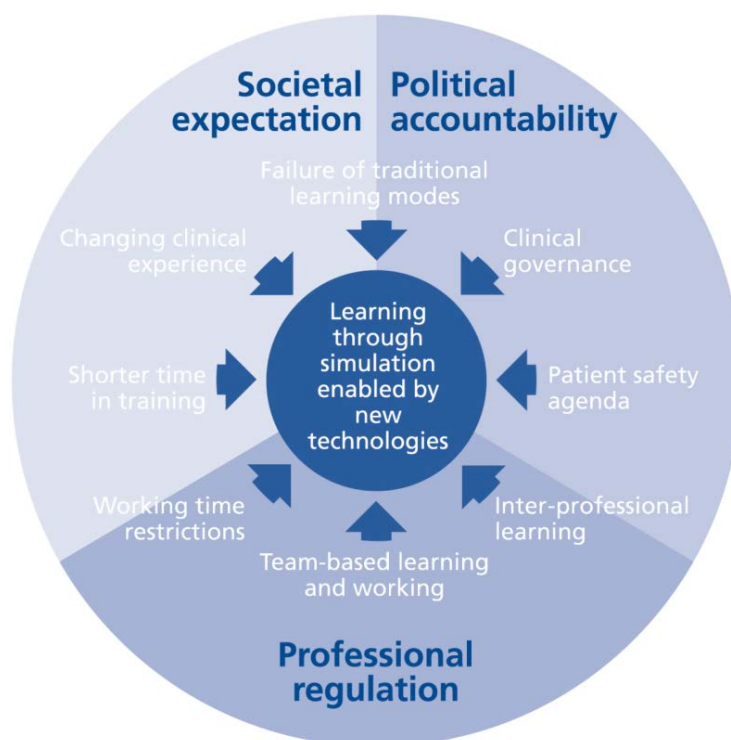 Societal
expectation
Political
accountability
Failure of traditional
learning modes
Changing clinical
experience
Clinical
governance
Learning
through
simulation
enabled by
new
technologies
Shorter time
in training
Patient safety
agenda
Working time
restrictions
Inter-professional
learning
Team-based learning
and working
Professional
regulation